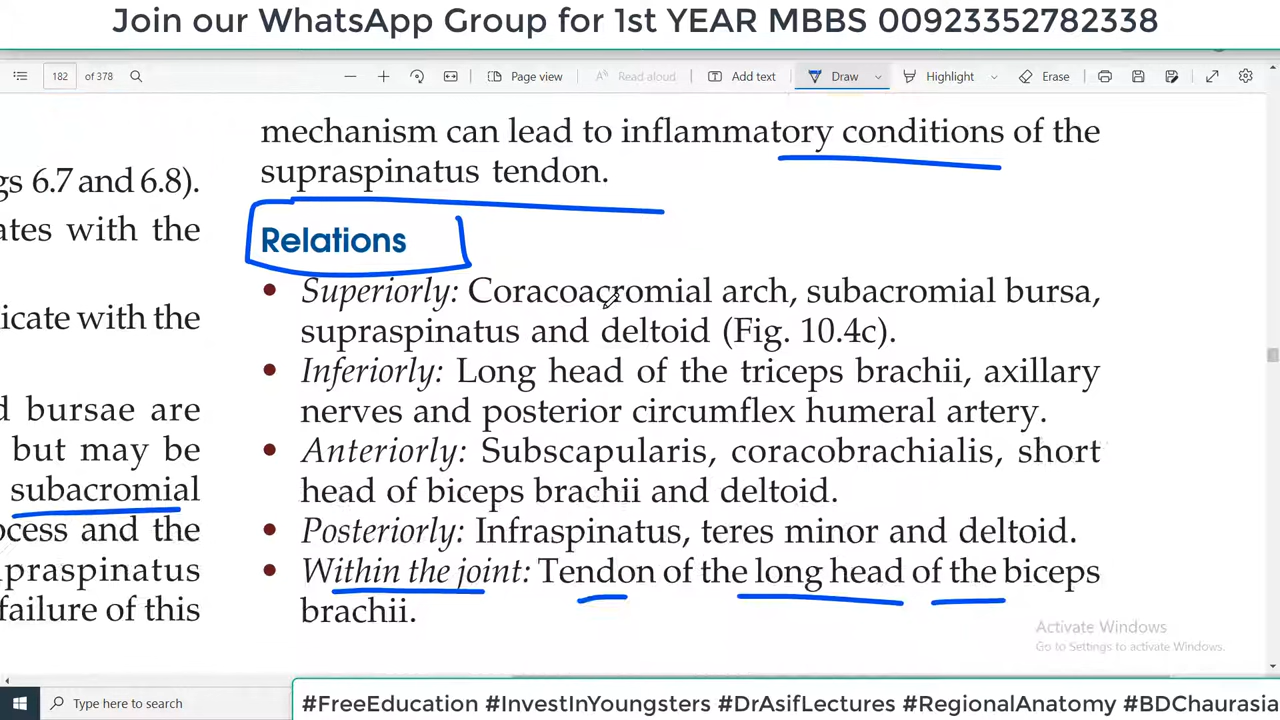 Join our WhatsApp Group for 1st YEAR MBBS 00923352782338
182 of 378
Page view
Read aloud
Add text
Draw
Highlight
Erase
gs 6.7 and 6.8).
ates with the
icate with the
d bursae are
but may be
subacromial
ocess and the
praspinatus
failure of this
mechanism can lead to inflammatory conditions of the
supraspinatus tendon.
Relations
• Superiorly: Coracoacromial arch, subacromial bursa,
supraspinatus and deltoid (Fig. 10.4c).
• Inferiorly: Long head of the triceps brachii, axillary
nerves and posterior circumflex humeral artery.
• Anteriorly: Subscapularis, coracobrachialis, short
head of biceps brachii and deltoid.
• Posteriorly: Infraspinatus, teres minor and deltoid.
• Within the joint: Tendon of the long head of the biceps
brachii.
Activate Windows
Go to Settings to activate Windows.
Type here to search
#FreeEducation #InvestInYoungsters #DrAsifLectures #RegionalAnatomy #BDChaurasia